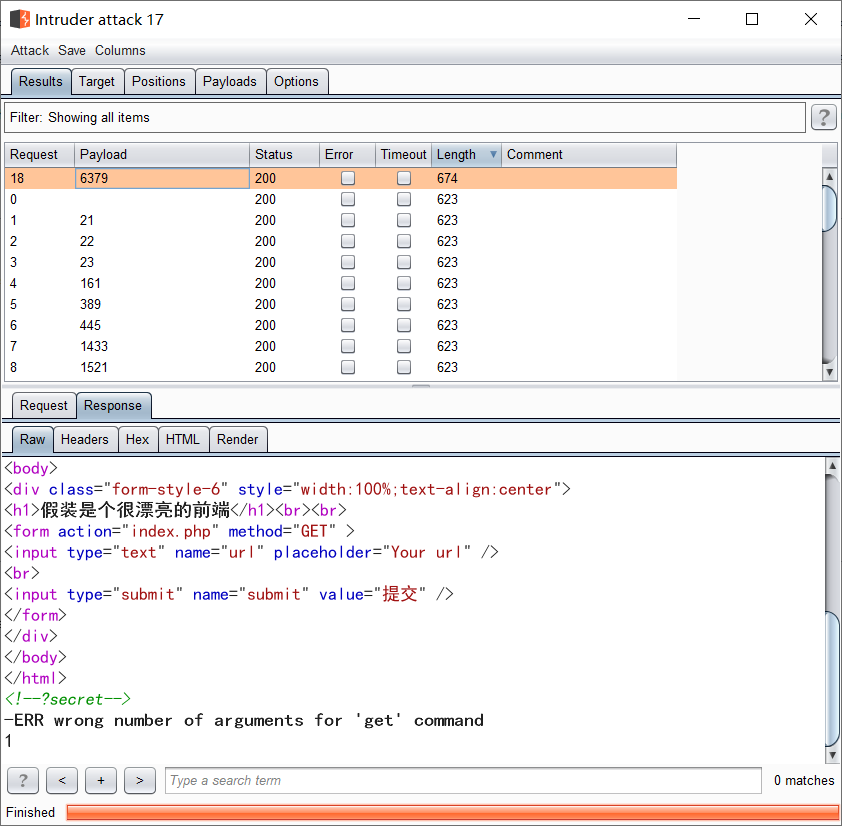 Intruder attack 17
Attack Save Columns
Results Target Positions Payloads Options
Filter: Showing all items ?
Request Payload Status Error Timeout Length Comment
18 6379 200 674
0 200 623
1 21 200 623
2 22 200 623
3 23 200 623
4 161 200 623
5 389 200 623
6 445 200 623
7 1433 200 623
8 1521 200 623
Request Response
Raw Headers Hex HTML Render
<body>
<div class="form-style-6" style="width:100%;text-align:center">
<h1>假装是个很漂亮的前端</h1><br><br>
<form action="index.php" method="GET" >
<input type="text" name="url" placeholder="Your url" />
<br>
<input type="submit" name="submit" value="提交" />
</form>
</div>
</body>
</html>
<!--?secret-->
-ERR wrong number of arguments for 'get' command
1
? < + > Type a search term 0 matches
Finished